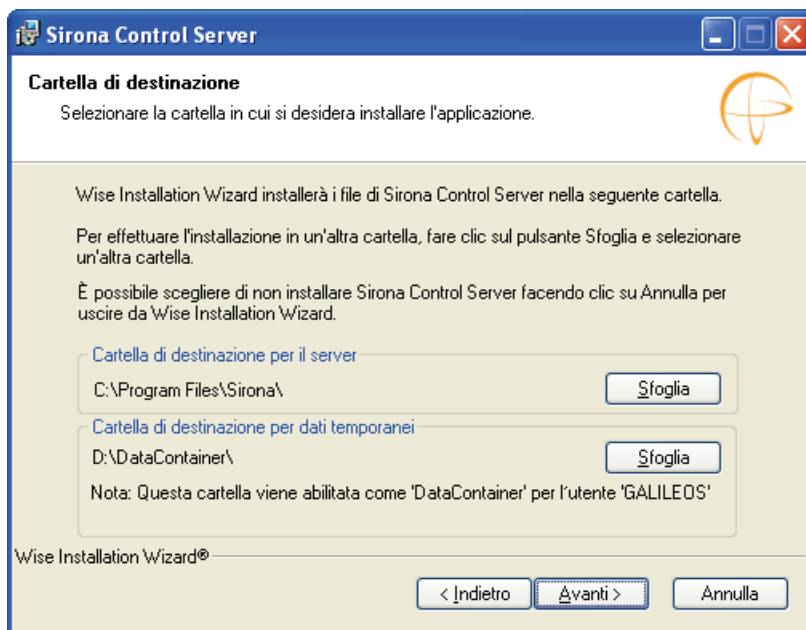 Sirona Control Server
Cartella di destinazione
Selezionare la cartella in cui si desidera installare l'applicazione.
Wise Installation Wizard installerà i file di Sirona Control Server nella seguente cartella.
Per effettuare l'installazione in un'altra cartella, fare clic sul pulsante Sfoglia e selezionare
un'altra cartella.
È possibile scegliere di non installare Sirona Control Server facendo clic su Annulla per
uscire da Wise Installation Wizard.
Cartella di destinazione per il server
C:\Program Files\Sirona\
Sfoglia
Cartella di destinazione per dati temporanei
D:\DataContainer\
Sfoglia
Nota: Questa cartella viene abilitata come 'DataContainer' per l'utente 'GALILEOS'
Wise Installation Wizard®
< Indietro
Avanti >
Annulla